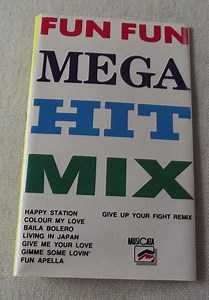 FUN FUN
MEGA
HIT
MIX
HAPPY STATION
COLOUR MY LOVE
BAILA BOLERO
LIVING IN JAPAN
GIVE ME YOUR LOVE
GIMME SOME LOVIN'
FUN APELLA
GIVE UP YOUR FIGHT REMIX
MUSICATA